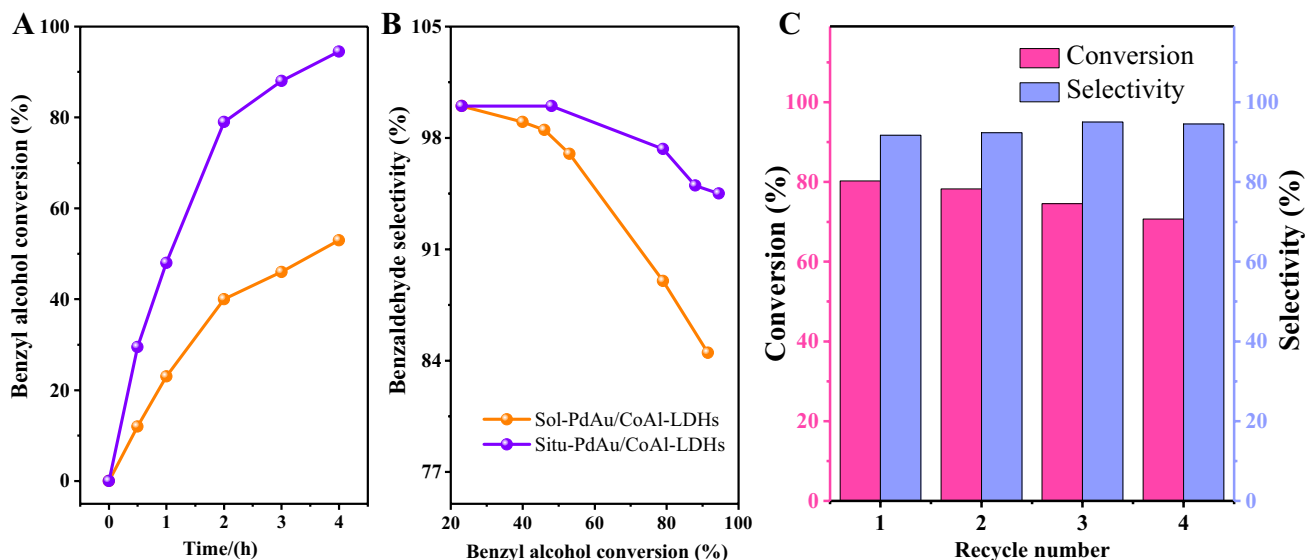 A
Benzyl alcohol conversion (%)
100
80
60
40
20
0
0 1 2 3 4
Time/(h)
B
Benzaldehyde selectivity (%)
105
98
91
84
77
Sol-PdAu/CoAl-LDHs
Situ-PdAu/CoAl-LDHs
20 40 60 80 100
Benzyl alcohol conversion (%)
C
Conversion
Selectivity
Conversion (%)
100
80
60
40
20
0
100
80
60
40
20
0
Selectivity (%)
1 2 3 4
Recycle number